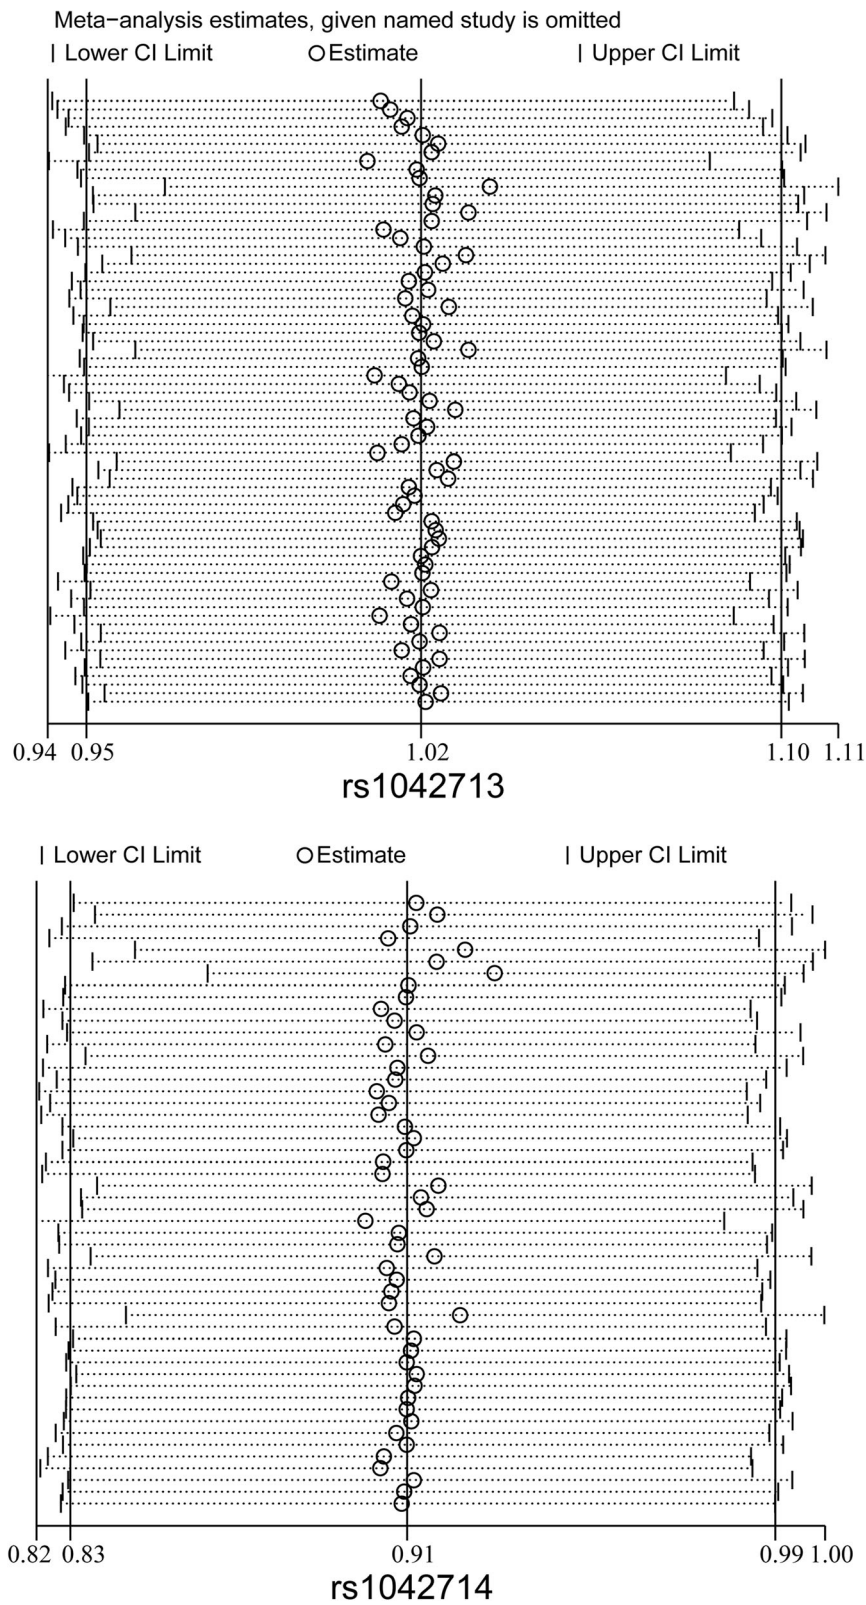 Meta−analysis estimates, given named study is omitted
| Lower CI Limit ○Estimate | Upper CI Limit
0.94 0.95 1.02 1.10 1.11
rs1042713
| Lower CI Limit ○Estimate | Upper CI Limit
0.82 0.83 0.91 0.99 1.00
rs1042714